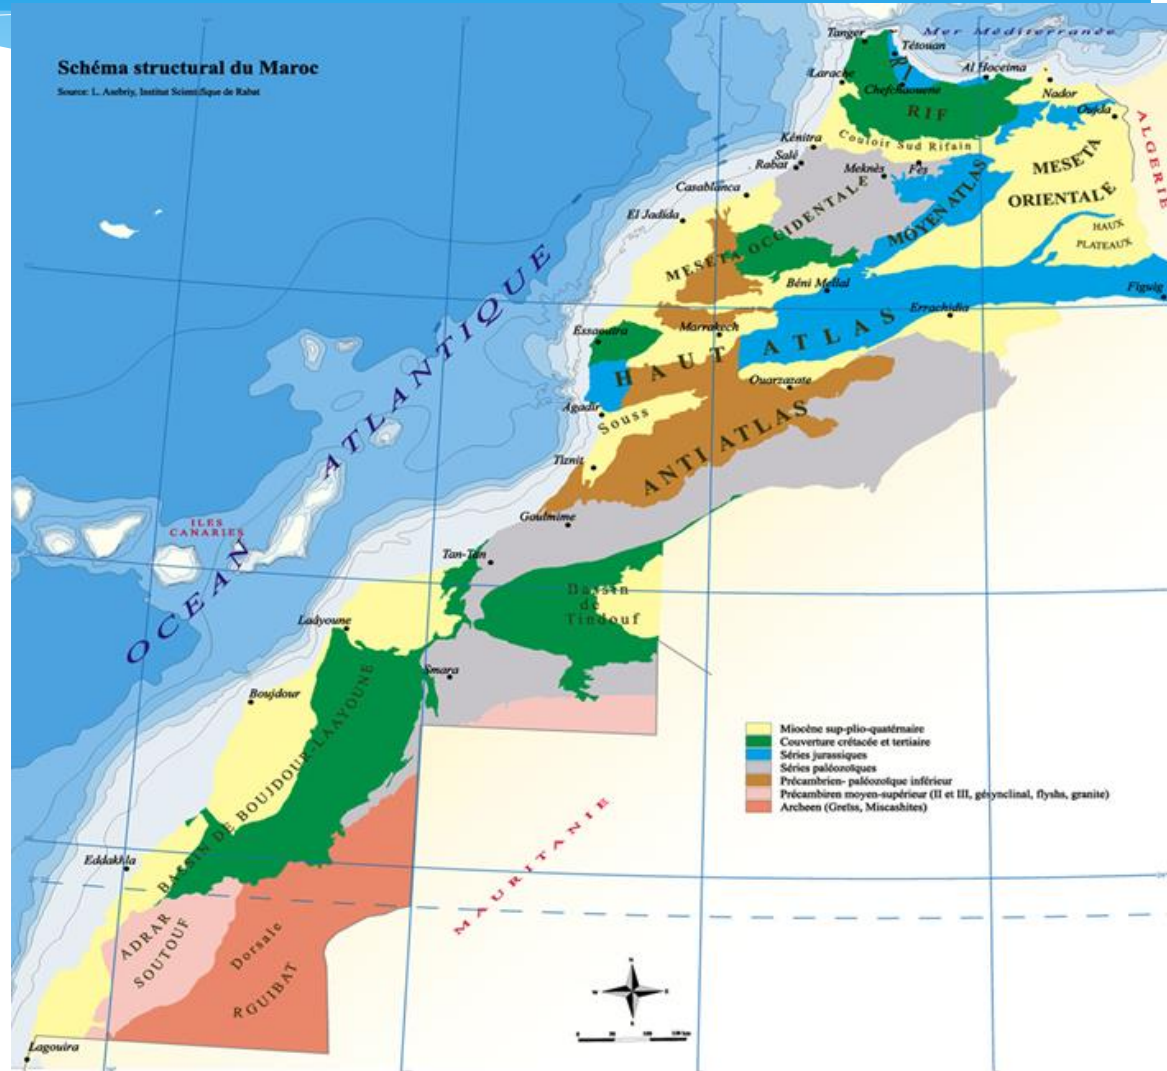 Schéma structural du Maroc
Source: L. Asebriy, Institut Scientifique de Rabat
Mer Méditerranée
Tanger
Tétouan
Larache
Chefchaouene
Al Hoceima
Nador
Oujda
RI
RIF
ALGERIE
Kénitra
Couloir Sud Rifain
Salé
Rabat
Meknès
Fès
MESETA
ORIENTALE
Casablanca
El Jadida
MESETA OCCIDENTALE
MOYEN ATLAS
HAUX
PLATEAUX
Béni Mellal
Errachidia
Figuig
Essaouira
Marrakech
HAUT ATLAS
Ouarzazate
Agadir
Souss
Tiznit
ANTI ATLAS
OCEAN ATLANTIQUE
ILES
CANARIES
Goulmime
Tan-Tan
Bassin
de
Tindouf
Laâyoune
Smara
Boujdour
BASSIN DE BOUJDOUR-LAAYOUNE
Eddakhla
ADRAR
SOUTOUF
Dorsale
RGUIBAT
Lagouira
MAURITANIE
Miocène sup-plio-quaternaire
Couverture crétacée et tertiaire
Séries jurassiques
Séries paléozoïques
Précambrien- paléozoïque inférieur
Précambiren moyen-supérieur (II et III, gésynclinal, flyshs, granite)
Archeen (Greïss, Miscashites)
N
W
E
S
0